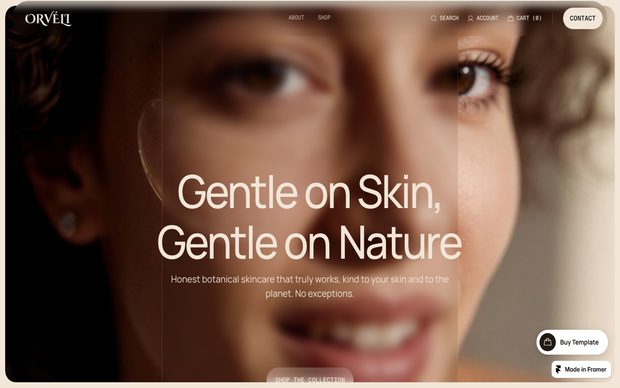 ORVÉLI
ABOUT SHOP
SEARCH ACCOUNT CART (0) CONTACT
Gentle on Skin,
Gentle on Nature
Honest botanical skincare that truly works, kind to your skin and to the
planet. No exceptions.
SHOP THE COLLECTION
Buy Template
Made in Framer